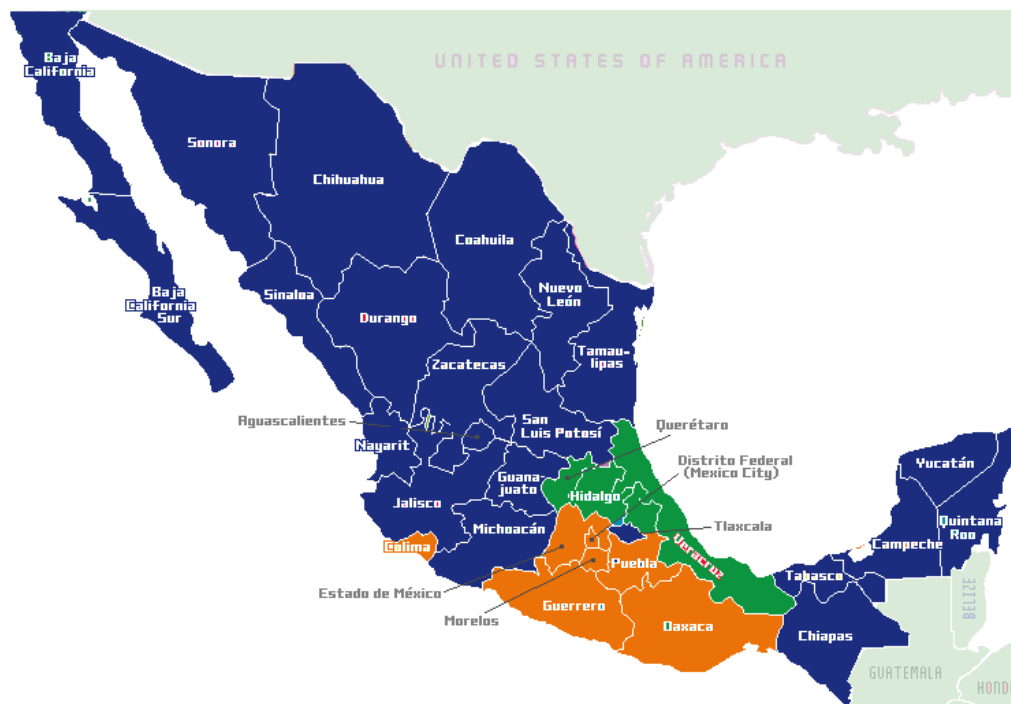 UNITED STATES OF AMERICA
Baja
California
Sonora
Chihuahua
Coahuila
Baja
California
Sur
Sinaloa
Nuevo
León
Durango
Tamau-
lipas
Zacatecas
Aguascalientes
San
Luis Potosí
Querétaro
Nayarit
Distrito Federal
(Mexico City)
Yucatán
Guana-
juato
Hidalgo
Jalisco
Michoacán
Tlaxcala
Quintana
Roo
Campeche
Colima
Veracruz
Puebla
Tabasco
Estado de México
Guerrero
Morelos
Oaxaca
Chiapas
BELIZE
GUATEMALA
HONDU